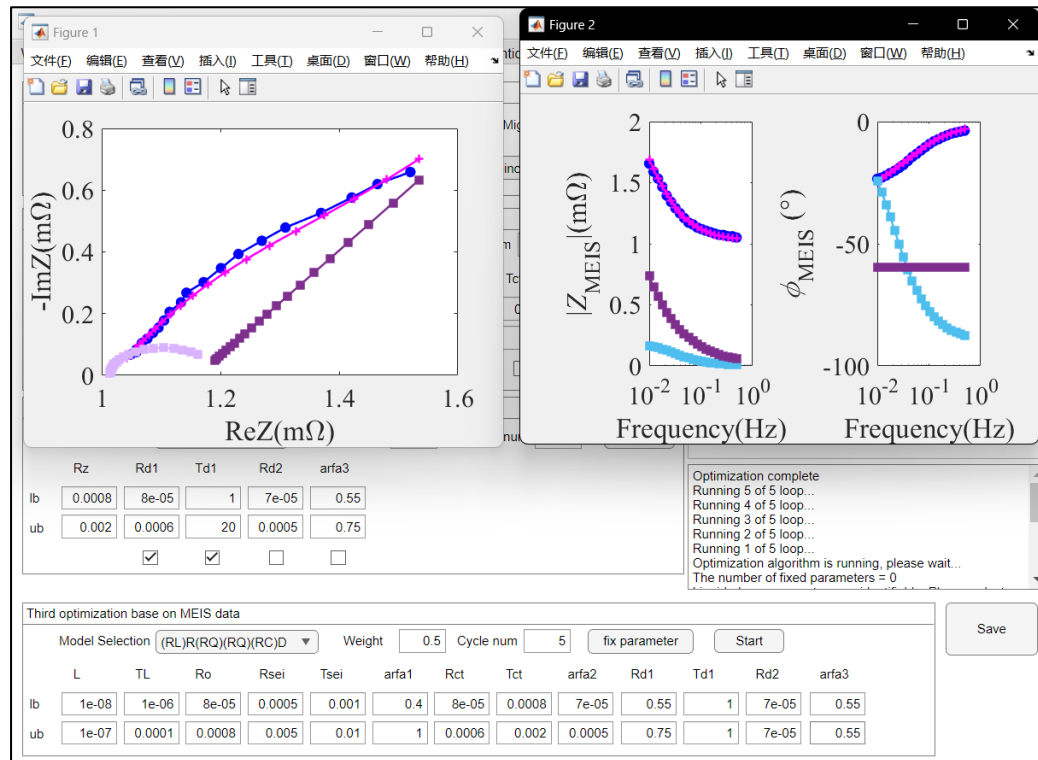 Figure 1
文件(F) 编辑(E) 查看(V) 插入(I) 工具(T) 桌面(D) 窗口(W) 帮助(H)
0.8
0.6
0.4
0.2
0
-ImZ(mΩ)
1 1.2 1.4 1.6
ReZ(mΩ)
Figure 2
文件(F) 编辑(E) 查看(V) 插入(I) 工具(T) 桌面(D) 窗口(W) 帮助(H)
2
1.5
1
0.5
0
|Z_MEIS|(mΩ)
10^-2 10^-1 10^0
Frequency(Hz)
0
-50
-100
ϕ_MEIS (°)
10^-2 10^-1 10^0
Frequency(Hz)
Rz Rd1 Td1 Rd2 arfa3
lb 0.0008 8e-05 1 7e-05 0.55
ub 0.002 0.0006 20 0.0005 0.75
Optimization complete
Running 5 of 5 loop...
Running 4 of 5 loop...
Running 3 of 5 loop...
Running 2 of 5 loop...
Running 1 of 5 loop...
Optimization algorithm is running, please wait...
The number of fixed parameters = 0
Third optimization base on MEIS data
Model Selection (RL)R(RQ)(RQ)(RC)D Weight 0.5 Cycle num 5 fix parameter Start
L TL Ro Rsei Tsei arfa1 Rct Tct arfa2 Rd1 Td1 Rd2 arfa3
lb 1e-08 1e-06 8e-05 0.0005 0.001 0.4 8e-05 0.0008 7e-05 0.55 1 7e-05 0.55
ub 1e-07 0.0001 0.0008 0.005 0.01 1 0.0006 0.002 0.0005 0.75 1 7e-05 0.55
Save